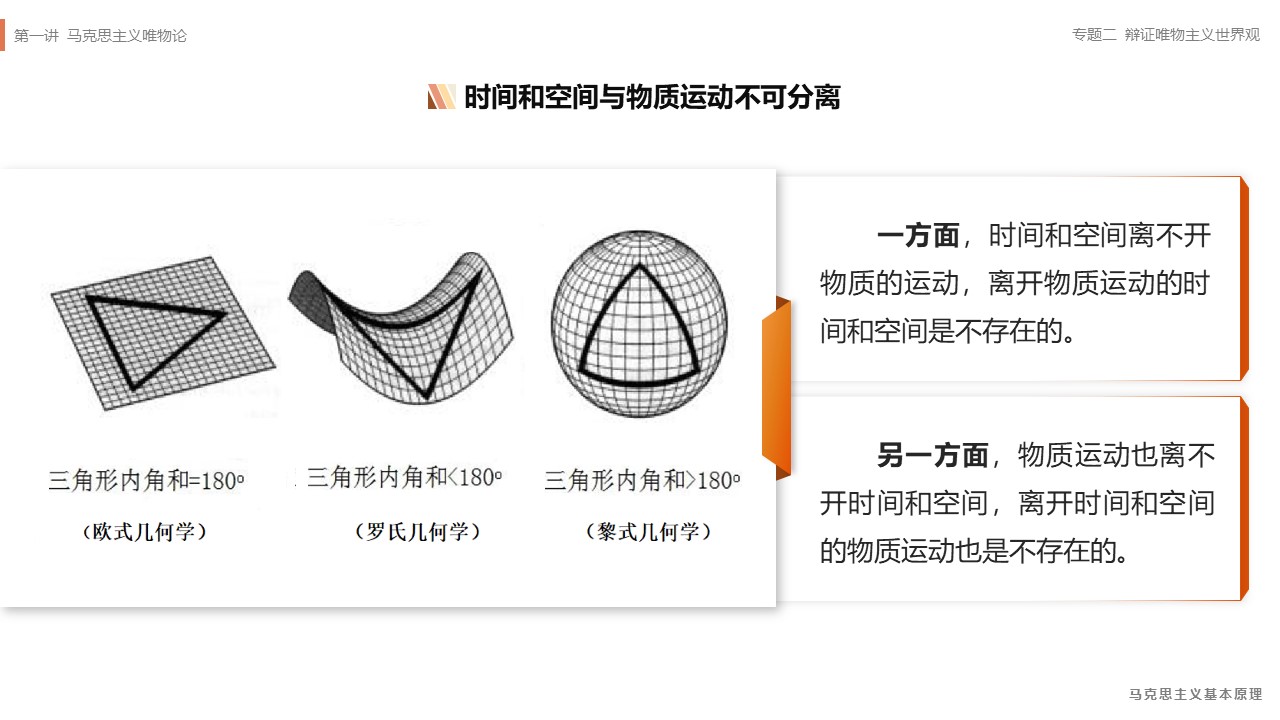 第一讲 马克思主义唯物论
专题二 辩证唯物主义世界观
时间和空间与物质运动不可分离
三角形内角和=180º
三角形内角和<180º
三角形内角和>180º
（欧式几何学）
（罗氏几何学）
（黎式几何学）
一方面，时间和空间离不开
物质的运动，离开物质运动的时
间和空间是不存在的。
另一方面，物质运动也离不
开时间和空间，离开时间和空间
的物质运动也是不存在的。
马克思主义基本原理